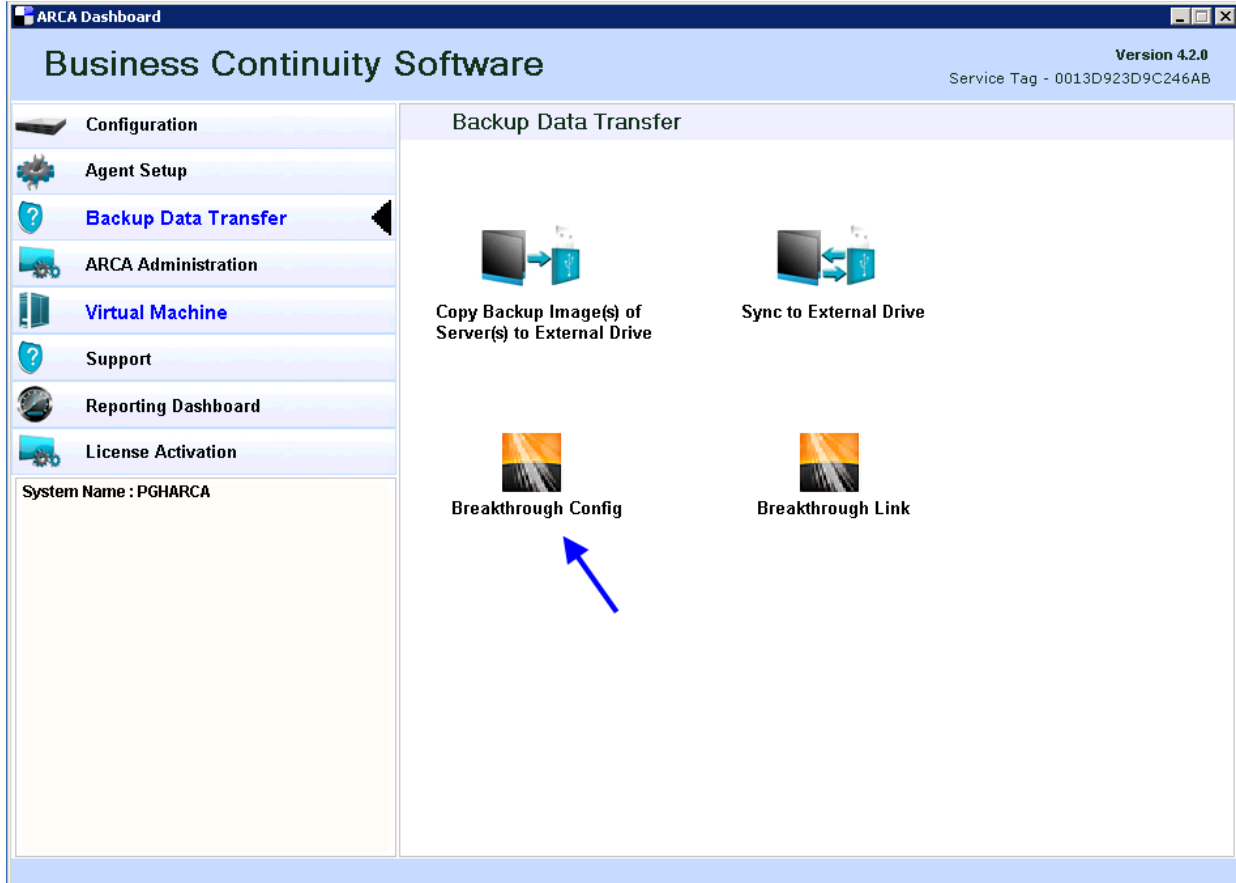 ARCA Dashboard
Business Continuity Software
Version 4.2.0
Service Tag - 0013D923D9C246AB
Configuration
Agent Setup
Backup Data Transfer
ARCA Administration
Virtual Machine
Support
Reporting Dashboard
License Activation
System Name : PGHARCA
Backup Data Transfer
Copy Backup Image(s) of
Server(s) to External Drive
Sync to External Drive
Breakthrough Config
Breakthrough Link